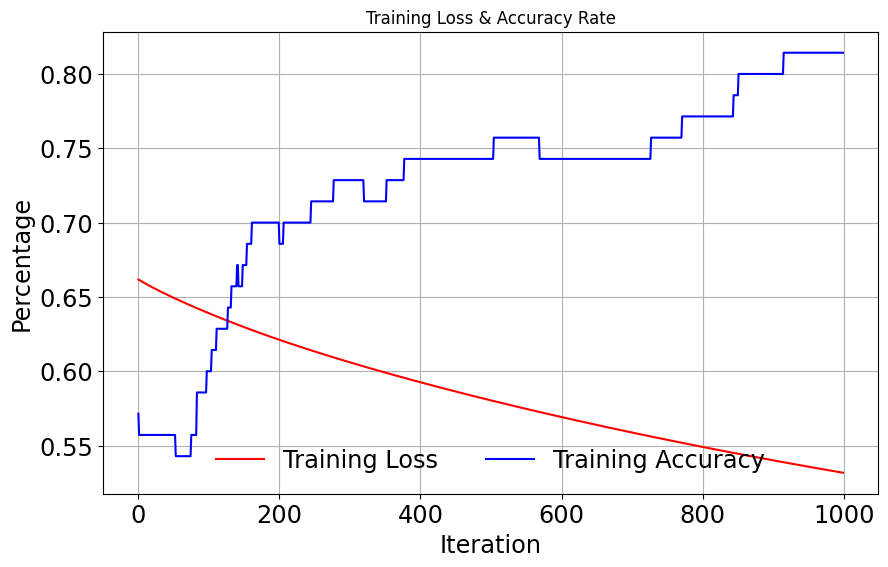 Training Loss & Accuracy Rate
Percentage
0.80
0.75
0.70
0.65
0.60
0.55
Training Loss Training Accuracy
0 200 400 600 800 1000
Iteration